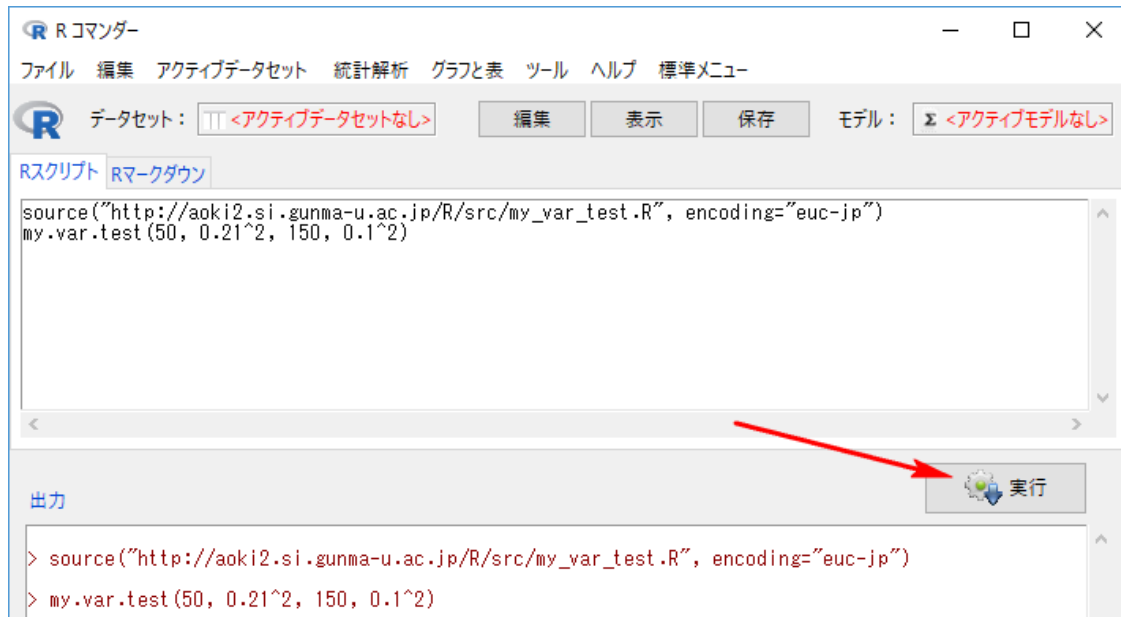 R コマンダー
ファイル 編集 アクティブデータセット 統計解析 グラフと表 ツール ヘルプ 標準メニュー
R データセット： <アクティブデータセットなし> 編集 表示 保存 モデル： Σ <アクティブモデルなし>
Rスクリプト Rマークダウン
source("http://aoki2.si.gunma-u.ac.jp/R/src/my_var_test.R", encoding="euc-jp")
my.var.test(50, 0.21^2, 150, 0.1^2)
実行
出力
> source("http://aoki2.si.gunma-u.ac.jp/R/src/my_var_test.R", encoding="euc-jp")
> my.var.test(50, 0.21^2, 150, 0.1^2)